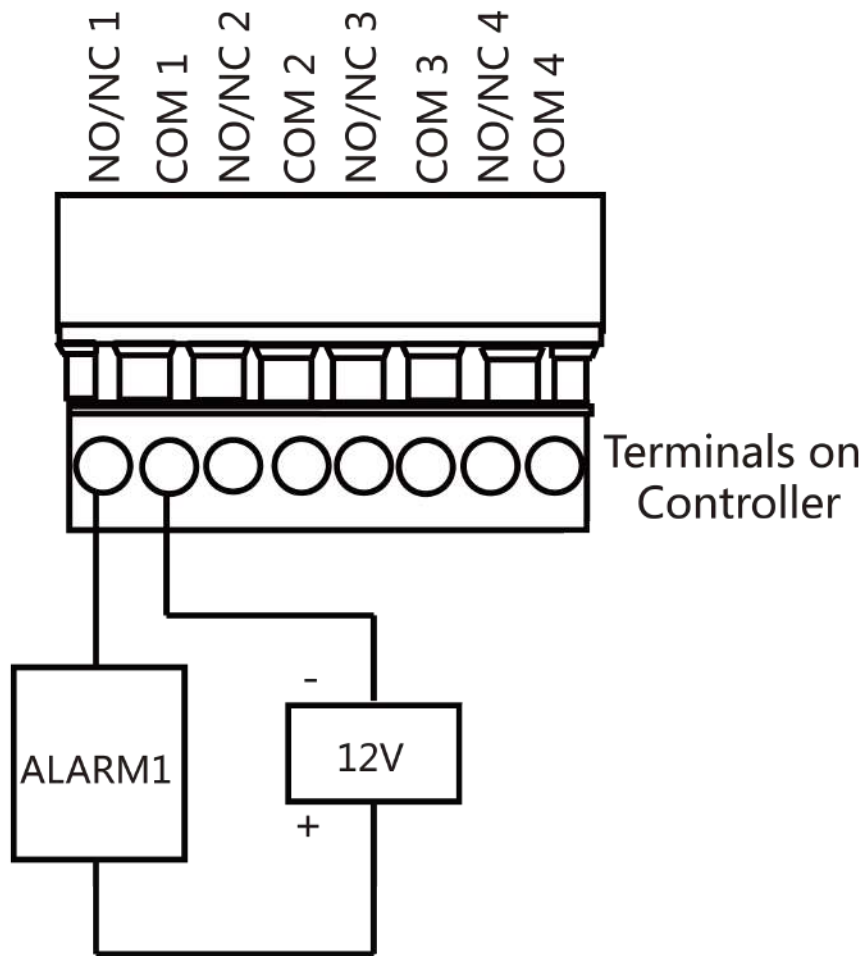 NO/NC 1
COM 1
NO/NC 2
COM 2
NO/NC 3
COM 3
NO/NC 4
COM 4
Terminals on
Controller
-
ALARM1
12V
+